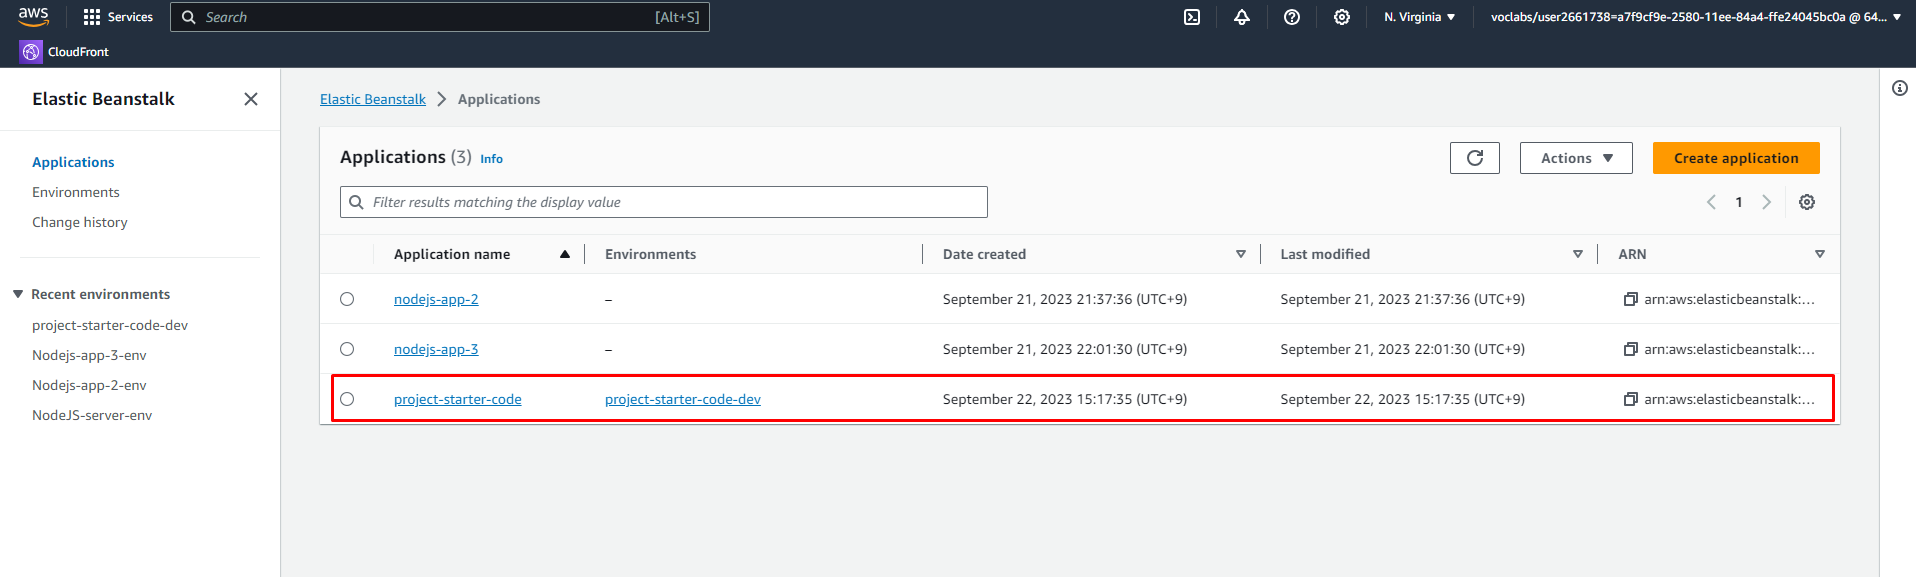 aws
Services
Search [Alt+S]
N. Virginia
voclabs/user2661738=a7f9cf9e-2580-11ee-84a4-ffe24045bc0a @ 64...
CloudFront
Elastic Beanstalk
Applications
Environments
Change history
Recent environments
project-starter-code-dev
Nodejs-app-3-env
Nodejs-app-2-env
NodeJS-server-env
Elastic Beanstalk > Applications
Applications (3) Info
Actions
Create application
Filter results matching the display value
1
Application name Environments Date created Last modified ARN
nodejs-app-2 – September 21, 2023 21:37:36 (UTC+9) September 21, 2023 21:37:36 (UTC+9) arn:aws:elasticbeanstalk:...
nodejs-app-3 – September 21, 2023 22:01:30 (UTC+9) September 21, 2023 22:01:30 (UTC+9) arn:aws:elasticbeanstalk:...
project-starter-code project-starter-code-dev September 22, 2023 15:17:35 (UTC+9) September 22, 2023 15:17:35 (UTC+9) arn:aws:elasticbeanstalk:...